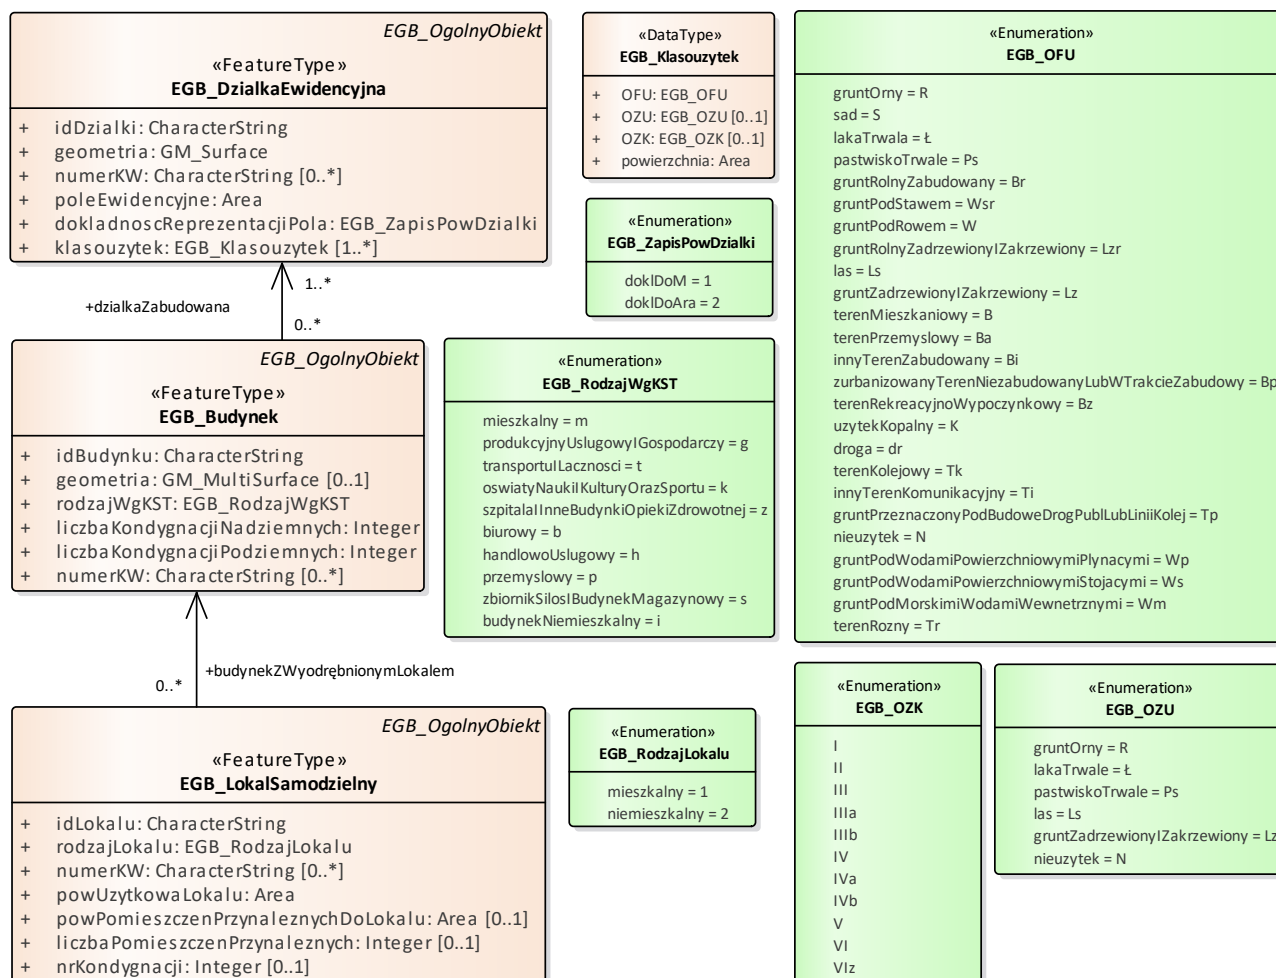 EGB_OgolnyObiekt
«FeatureType»
EGB_DzialkaEwidencyjna
+ idDzialki: CharacterString
+ geometria: GM_Surface
+ numerKW: CharacterString [0..*]
+ poleEwidencyjne: Area
+ dokladnoscReprezentacjiPola: EGB_ZapisPowDzialki
+ klasouzytek: EGB_Klasouzytek [1..*]
1..*
+dzialkaZabudowana
0..*
EGB_OgolnyObiekt
«FeatureType»
EGB_Budynek
+ idBudynku: CharacterString
+ geometria: GM_MultiSurface [0..1]
+ rodzajWgKST: EGB_RodzajWgKST
+ liczbaKondygnacjiNadziemnych: Integer
+ liczbaKondygnacjiPodziemnych: Integer
+ numerKW: CharacterString [0..*]
+budynekZWyodrębnionymLokalem
0..*
EGB_OgolnyObiekt
«FeatureType»
EGB_LokalSamodzielny
+ idLokalu: CharacterString
+ rodzajLokalu: EGB_RodzajLokalu
+ numerKW: CharacterString [0..*]
+ powUzytkowaLokalu: Area
+ powPomieszczenPrzynaleznychDoLokalu: Area [0..1]
+ liczbaPomieszczenPrzynaleznych: Integer [0..1]
+ nrKondygnacji: Integer [0..1]
«DataType»
EGB_Klasouzytek
+ OFU: EGB_OFU
+ OZU: EGB_OZU [0..1]
+ OZK: EGB_OZK [0..1]
+ powierzchnia: Area
«Enumeration»
EGB_ZapisPowDzialki
doklDoM = 1
doklDoAra = 2
«Enumeration»
EGB_RodzajWgKST
mieszkalny = m
produkcyjnyUslugowyIGospodarczy = g
transportuILacznosci = t
oswiatyNaukiIKulturyOrazSportu = k
szpitalaIInneBudynkiOpiekiZdrowotnej = z
biurowy = b
handlowoUslugowy = h
przemyslowy = p
zbiornikSilosIBudynekMagazynowy = s
budynekNiemieszkalny = i
«Enumeration»
EGB_RodzajLokalu
mieszkalny = 1
niemieszkalny = 2
«Enumeration»
EGB_OFU
gruntOrny = R
sad = S
lakaTrwala = Ł
pastwiskoTrwale = Ps
gruntRolnyZabudowany = Br
gruntPodStawem = Wsr
gruntPodRowem = W
gruntRolnyZadrzewionyIZakrzewiony = Lzr
las = Ls
gruntZadrzewionyIZakrzewiony = Lz
terenMieszkaniowy = B
terenPrzemyslowy = Ba
innyTerenZabudowany = Bi
zurbanizowanyTerenNiezabudowanyLubWTrakcieZabudowy = Bp
terenRekreacyjnoWypoczynkowy = Bz
uzytekKopalny = K
droga = dr
terenKolejowy = Tk
innyTerenKomunikacyjny = Ti
gruntPrzeznaczonyPodBudoweDrogPublLubLiniiKolej = Tp
nieuzytek = N
gruntPodWodamiPowierzchniowymiPlynacymi = Wp
gruntPodWodamiPowierzchniowymiStojacymi = Ws
gruntPodMorskimiWodamiWewnetrznymi = Wm
terenRozny = Tr
«Enumeration»
EGB_OZK
I
II
III
IIIa
IIIb
IV
IVa
IVb
V
VI
VIz
«Enumeration»
EGB_OZU
gruntOrny = R
lakaTrwale = Ł
pastwiskoTrwale = Ps
las = Ls
gruntZadrzewionyIZakrzewiony = Lz
nieuzytek = N